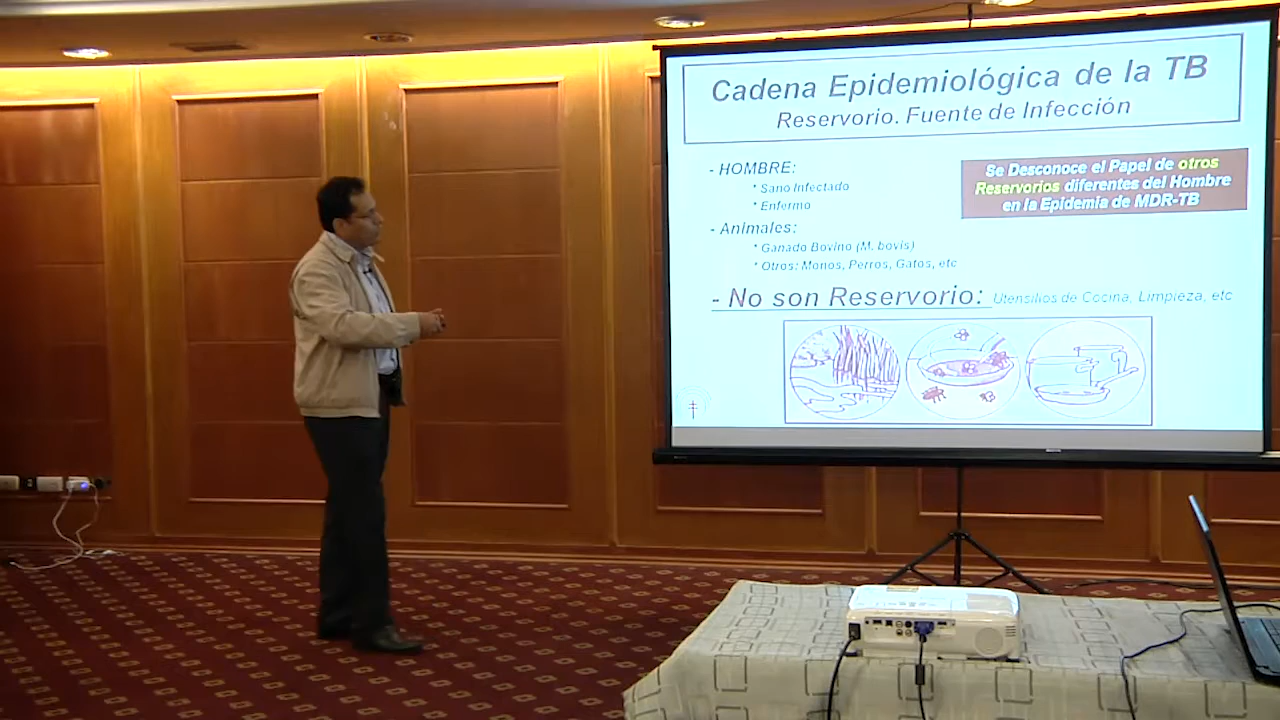 Cadena Epidemiológica de la TB
Reservorio. Fuente de Infección
- HOMBRE:
* Sano Infectado
* Enfermo
Se Desconoce el Papel de otros
Reservorios diferentes del Hombre
en la Epidemia de MDR-TB
- Animales:
* Ganado Bovino (M. bovis)
* Otros: Monos, Perros, Gatos, etc
- No son Reservorio: Utensilios de Cocina, Limpieza, etc